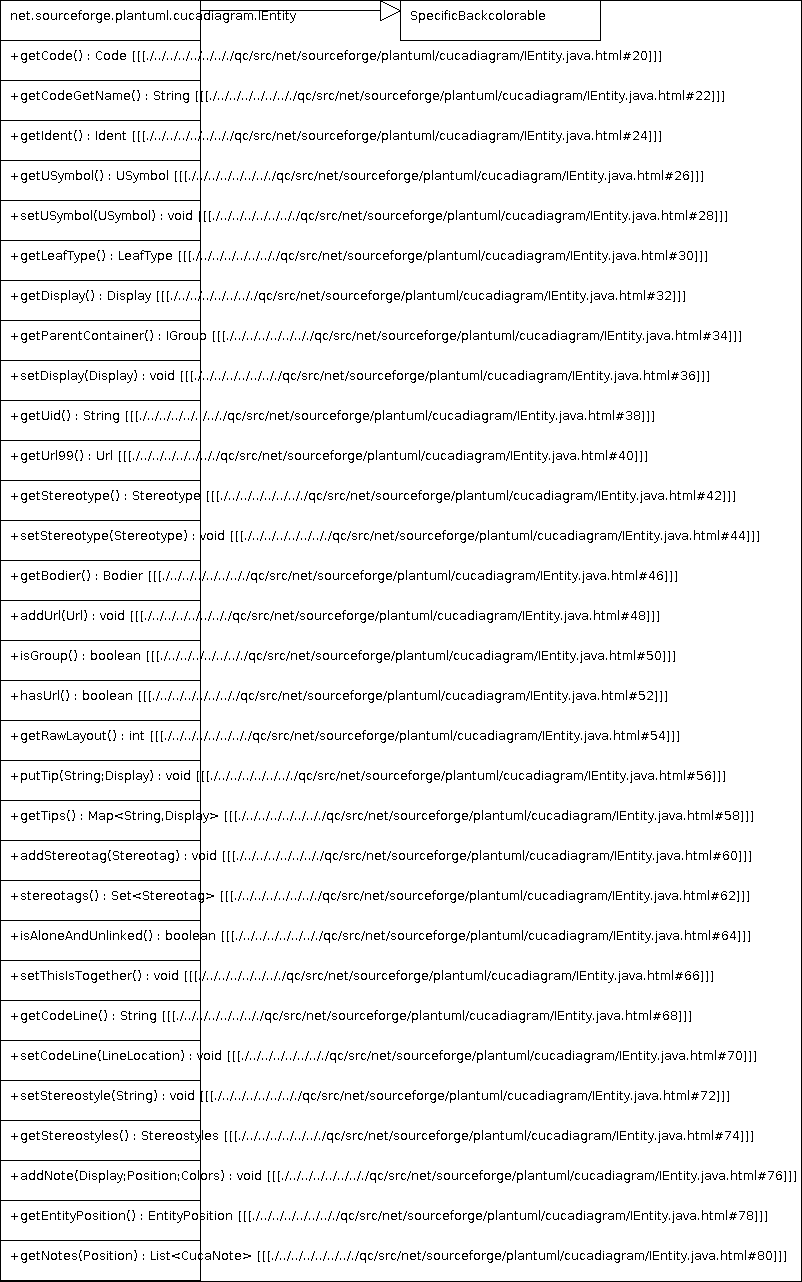 net.sourceforge.plantuml.cucadiagram.IEntity
SpecificBackcolorable
+getCode() : Code [[[./../../../../../../../qc/src/net/sourceforge/plantuml/cucadiagram/IEntity.java.html#20]]]
+getCodeGetName() : String [[[./../../../../../../../qc/src/net/sourceforge/plantuml/cucadiagram/IEntity.java.html#22]]]
+getIdent() : Ident [[[./../../../../../../../qc/src/net/sourceforge/plantuml/cucadiagram/IEntity.java.html#24]]]
+getUSymbol() : USymbol [[[./../../../../../../../qc/src/net/sourceforge/plantuml/cucadiagram/IEntity.java.html#26]]]
+setUSymbol(USymbol) : void [[[./../../../../../../../qc/src/net/sourceforge/plantuml/cucadiagram/IEntity.java.html#28]]]
+getLeafType() : LeafType [[[./../../../../../../../qc/src/net/sourceforge/plantuml/cucadiagram/IEntity.java.html#30]]]
+getDisplay() : Display [[[./../../../../../../../qc/src/net/sourceforge/plantuml/cucadiagram/IEntity.java.html#32]]]
+getParentContainer() : IGroup [[[./../../../../../../../qc/src/net/sourceforge/plantuml/cucadiagram/IEntity.java.html#34]]]
+setDisplay(Display) : void [[[./../../../../../../../qc/src/net/sourceforge/plantuml/cucadiagram/IEntity.java.html#36]]]
+getUid() : String [[[./../../../../../../../qc/src/net/sourceforge/plantuml/cucadiagram/IEntity.java.html#38]]]
+getUrl99() : Url [[[./../../../../../../../qc/src/net/sourceforge/plantuml/cucadiagram/IEntity.java.html#40]]]
+getStereotype() : Stereotype [[[./../../../../../../../qc/src/net/sourceforge/plantuml/cucadiagram/IEntity.java.html#42]]]
+setStereotype(Stereotype) : void [[[./../../../../../../../qc/src/net/sourceforge/plantuml/cucadiagram/IEntity.java.html#44]]]
+getBodier() : Bodier [[[./../../../../../../../qc/src/net/sourceforge/plantuml/cucadiagram/IEntity.java.html#46]]]
+addUrl(Url) : void [[[./../../../../../../../qc/src/net/sourceforge/plantuml/cucadiagram/IEntity.java.html#48]]]
+isGroup() : boolean [[[./../../../../../../../qc/src/net/sourceforge/plantuml/cucadiagram/IEntity.java.html#50]]]
+hasUrl() : boolean [[[./../../../../../../../qc/src/net/sourceforge/plantuml/cucadiagram/IEntity.java.html#52]]]
+getRawLayout() : int [[[./../../../../../../../qc/src/net/sourceforge/plantuml/cucadiagram/IEntity.java.html#54]]]
+putTip(String;Display) : void [[[./../../../../../../../qc/src/net/sourceforge/plantuml/cucadiagram/IEntity.java.html#56]]]
+getTips() : Map<String,Display> [[[./../../../../../../../qc/src/net/sourceforge/plantuml/cucadiagram/IEntity.java.html#58]]]
+addStereotag(Stereotag) : void [[[./../../../../../../../qc/src/net/sourceforge/plantuml/cucadiagram/IEntity.java.html#60]]]
+stereotags() : Set<Stereotag> [[[./../../../../../../../qc/src/net/sourceforge/plantuml/cucadiagram/IEntity.java.html#62]]]
+isAloneAndUnlinked() : boolean [[[./../../../../../../../qc/src/net/sourceforge/plantuml/cucadiagram/IEntity.java.html#64]]]
+setThisIsTogether() : void [[[./../../../../../../../qc/src/net/sourceforge/plantuml/cucadiagram/IEntity.java.html#66]]]
+getCodeLine() : String [[[./../../../../../../../qc/src/net/sourceforge/plantuml/cucadiagram/IEntity.java.html#68]]]
+setCodeLine(LineLocation) : void [[[./../../../../../../../qc/src/net/sourceforge/plantuml/cucadiagram/IEntity.java.html#70]]]
+setStereostyle(String) : void [[[./../../../../../../../qc/src/net/sourceforge/plantuml/cucadiagram/IEntity.java.html#72]]]
+getStereostyles() : Stereostyles [[[./../../../../../../../qc/src/net/sourceforge/plantuml/cucadiagram/IEntity.java.html#74]]]
+addNote(Display;Position;Colors) : void [[[./../../../../../../../qc/src/net/sourceforge/plantuml/cucadiagram/IEntity.java.html#76]]]
+getEntityPosition() : EntityPosition [[[./../../../../../../../qc/src/net/sourceforge/plantuml/cucadiagram/IEntity.java.html#78]]]
+getNotes(Position) : List<CucaNote> [[[./../../../../../../../qc/src/net/sourceforge/plantuml/cucadiagram/IEntity.java.html#80]]]